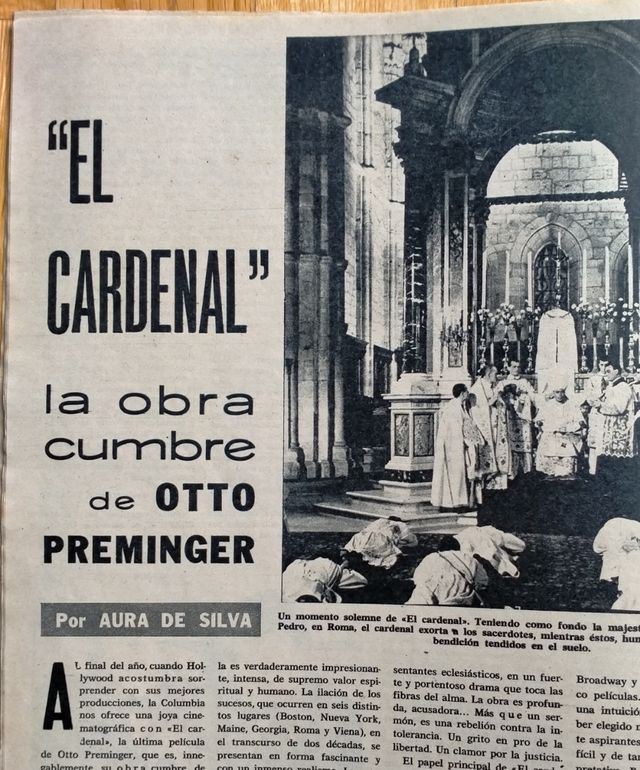 "EL
CARDENAL"
la obra
cumbre
de OTTO
PREMINGER
Por AURA DE SILVA
Un momento solemne de «El cardenal». Teniendo como fondo la majest
Pedro, en Roma, el cardenal exorta a los sacerdotes, mientras éstos, hum
bendición tendidos en el suelo.
AL final del año, cuando Hol-
lywood acostumbra sor-
prender con sus mejores
producciones, la Columbia
nos ofrece una joya cine-
matográfica con «El car-
denal», la última película
de Otto Preminger, que es, inne-
gablemente, su obra cumbre, de
la es verdaderamente impresionan-
te, intensa, de supremo valor espi-
ritual y humano. La ilación de los
sucesos, que ocurren en seis distin-
tos lugares (Boston, Nueva York,
Maine, Georgia, Roma y Viena), en
el transcurso de dos décadas, se
presentan en forma fascinante y
con un inmenso realismo.
sentantes eclesiásticos, en un fuer-
te y portentoso drama que toca las
fibras del alma. La obra es profun-
da, acusadora... Más que un ser-
món, es una rebelión contra la in-
tolerancia. Un grito en pro de la
libertad. Un clamor por la justicia.
El papel principal de «El
Broadway y
co películas.
una intuición
ber elegido
fícil y de
te aspirantes